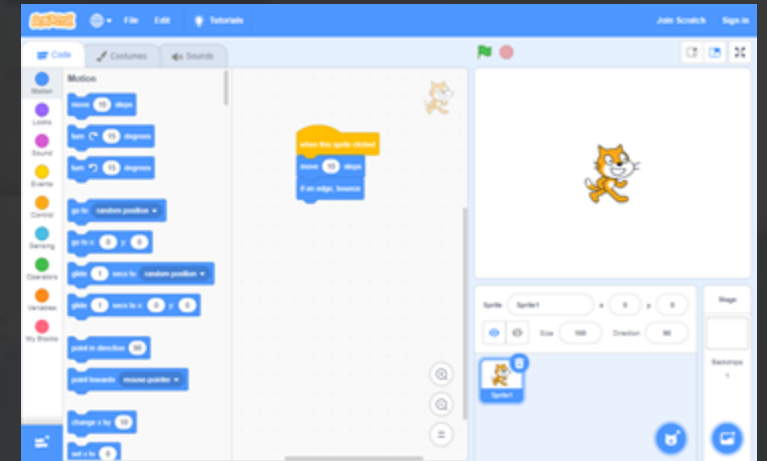 SCRATCH
File Edit Tutorials
Join Scratch Sign in
Code Costumes Sounds
Motion
Looks
Sound
Events
Control
Sensing
Operators
Variables
My Blocks
Motion
move 10 steps
turn 15 degrees
turn 15 degrees
go to random position
go to x: 0 y: 0
glide 1 secs to random position
glide 1 secs to x: 0 y: 0
point in direction 90
point towards mouse-pointer
change x by 10
set x to 0
when this sprite clicked
move 10 steps
if on edge, bounce
Sprite Sprite1 x 0 y 0
Size 100 Direction 90
Sprite1
Stage
Backdrops
1